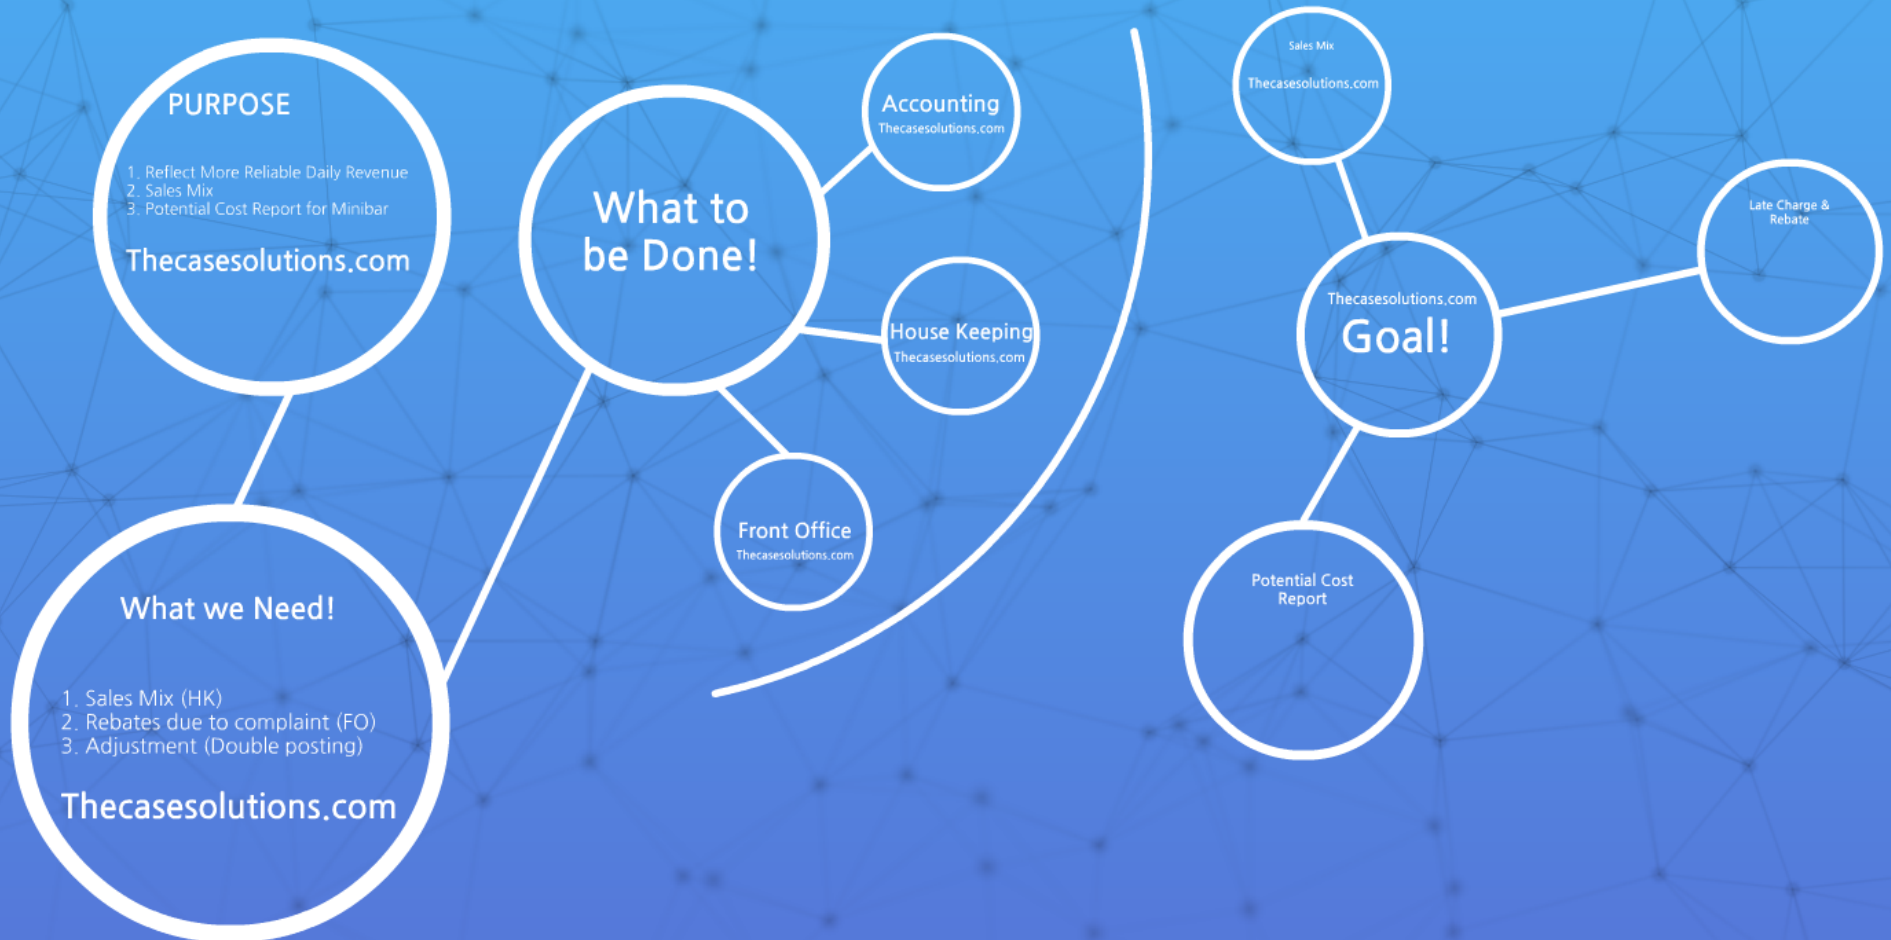 PURPOSE
1. Reflect More Reliable Daily Revenue
2. Sales Mix
3. Potential Cost Report for Minibar
Thecasesolutions.com
What we Need!
1. Sales Mix (HK)
2. Rebates due to complaint (FO)
3. Adjustment (Double posting)
Thecasesolutions.com
What to
be Done!
Accounting
Thecasesolutions.com
House Keeping
Thecasesolutions.com
Front Office
Thecasesolutions.com
Thecasesolutions.com
Goal!
Sales Mix
Thecasesolutions.com
Late Charge &
Rebate
Potential Cost
Report